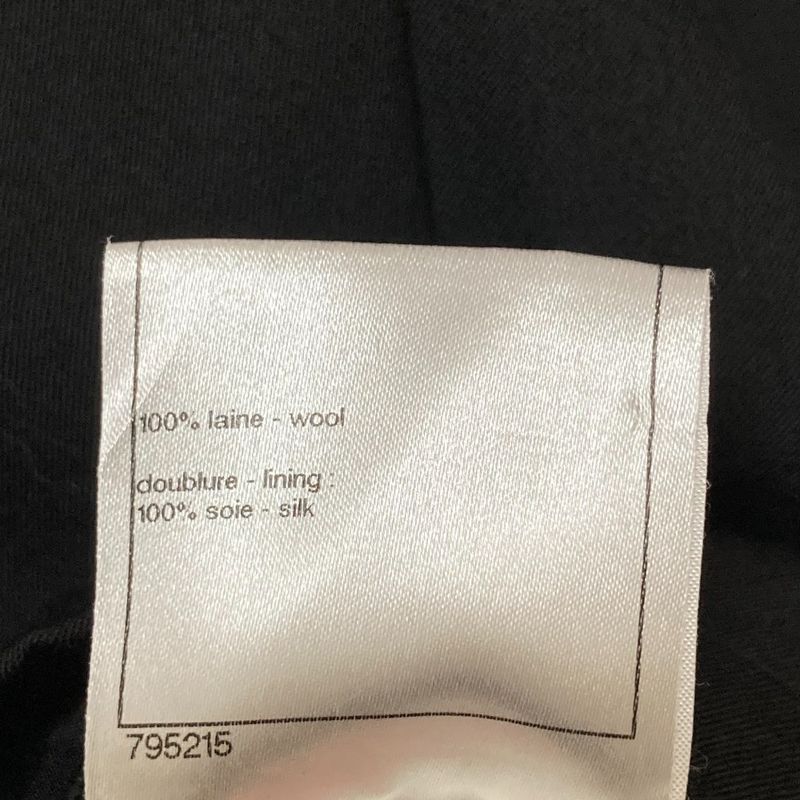 100% laine - wool
doublure - lining :
100% soie - silk
795215